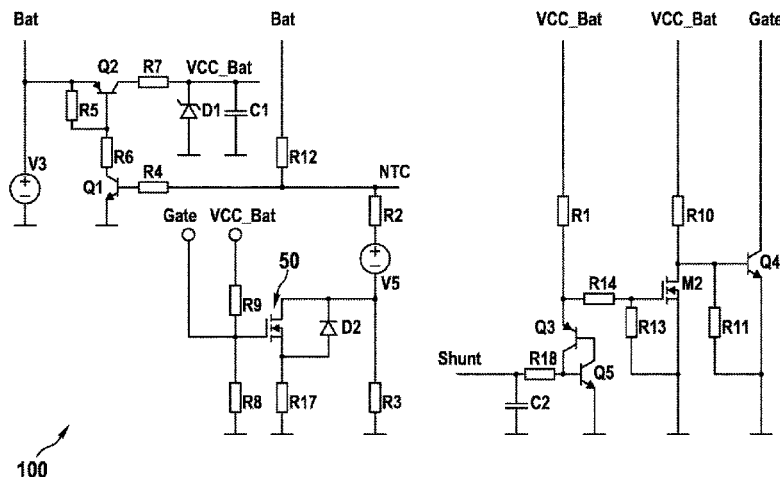 Bat Bat VCC_Bat VCC_Bat Gate
Q2 R7 VCC_Bat
R5 D1 C1
R6 R12
V3 R4 NTC
Q1
R2 R1 R10
Gate VCC_Bat
Q4
50 V5 R14 M2
R9
D2 Q3 R13 R11
Shunt R18 Q5
R8 R17 R3 C2
100